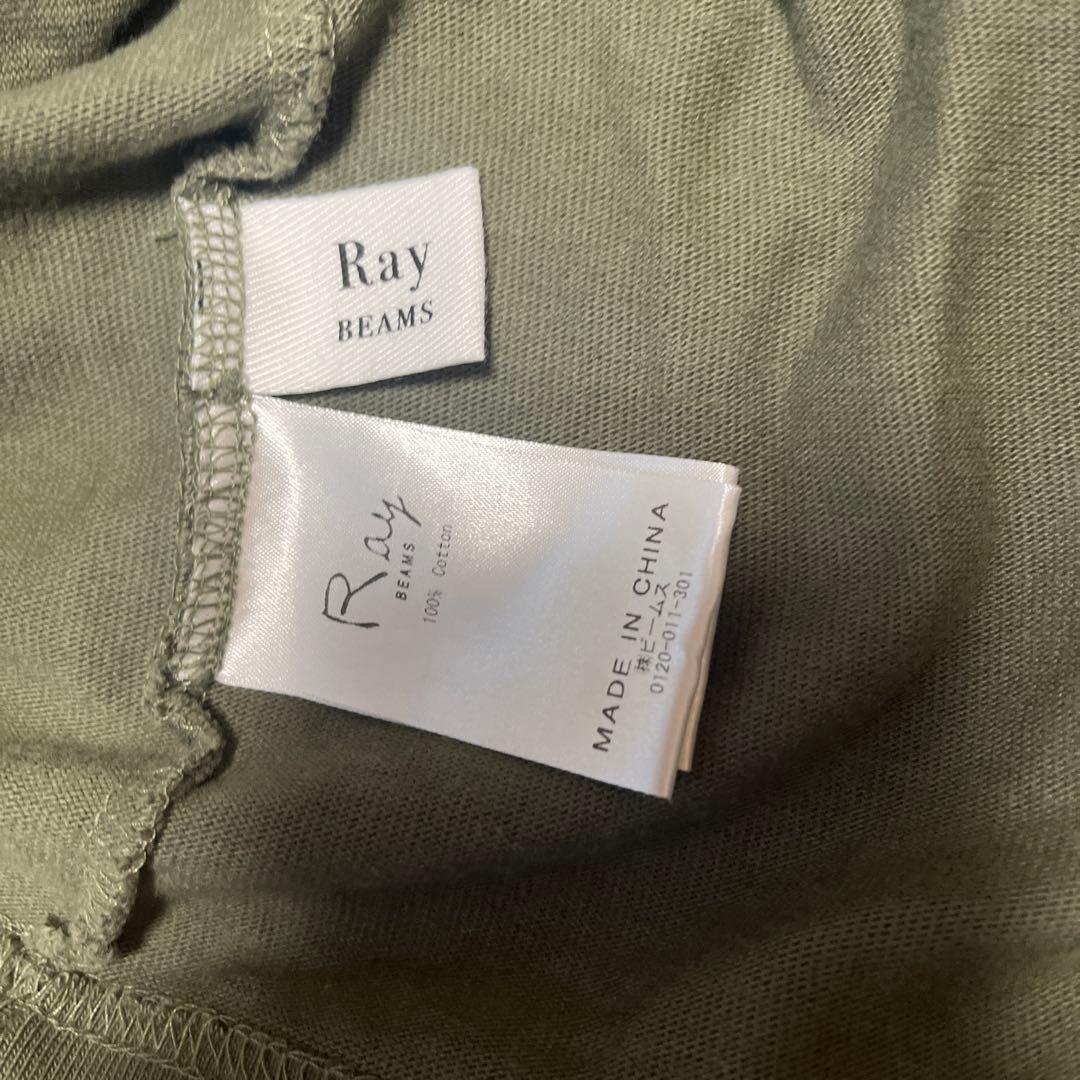 Ray
BEAMS
Ray
BEAMS
100% Cotton
MADE IN CHINA
㈱ビームス
0120-011-301